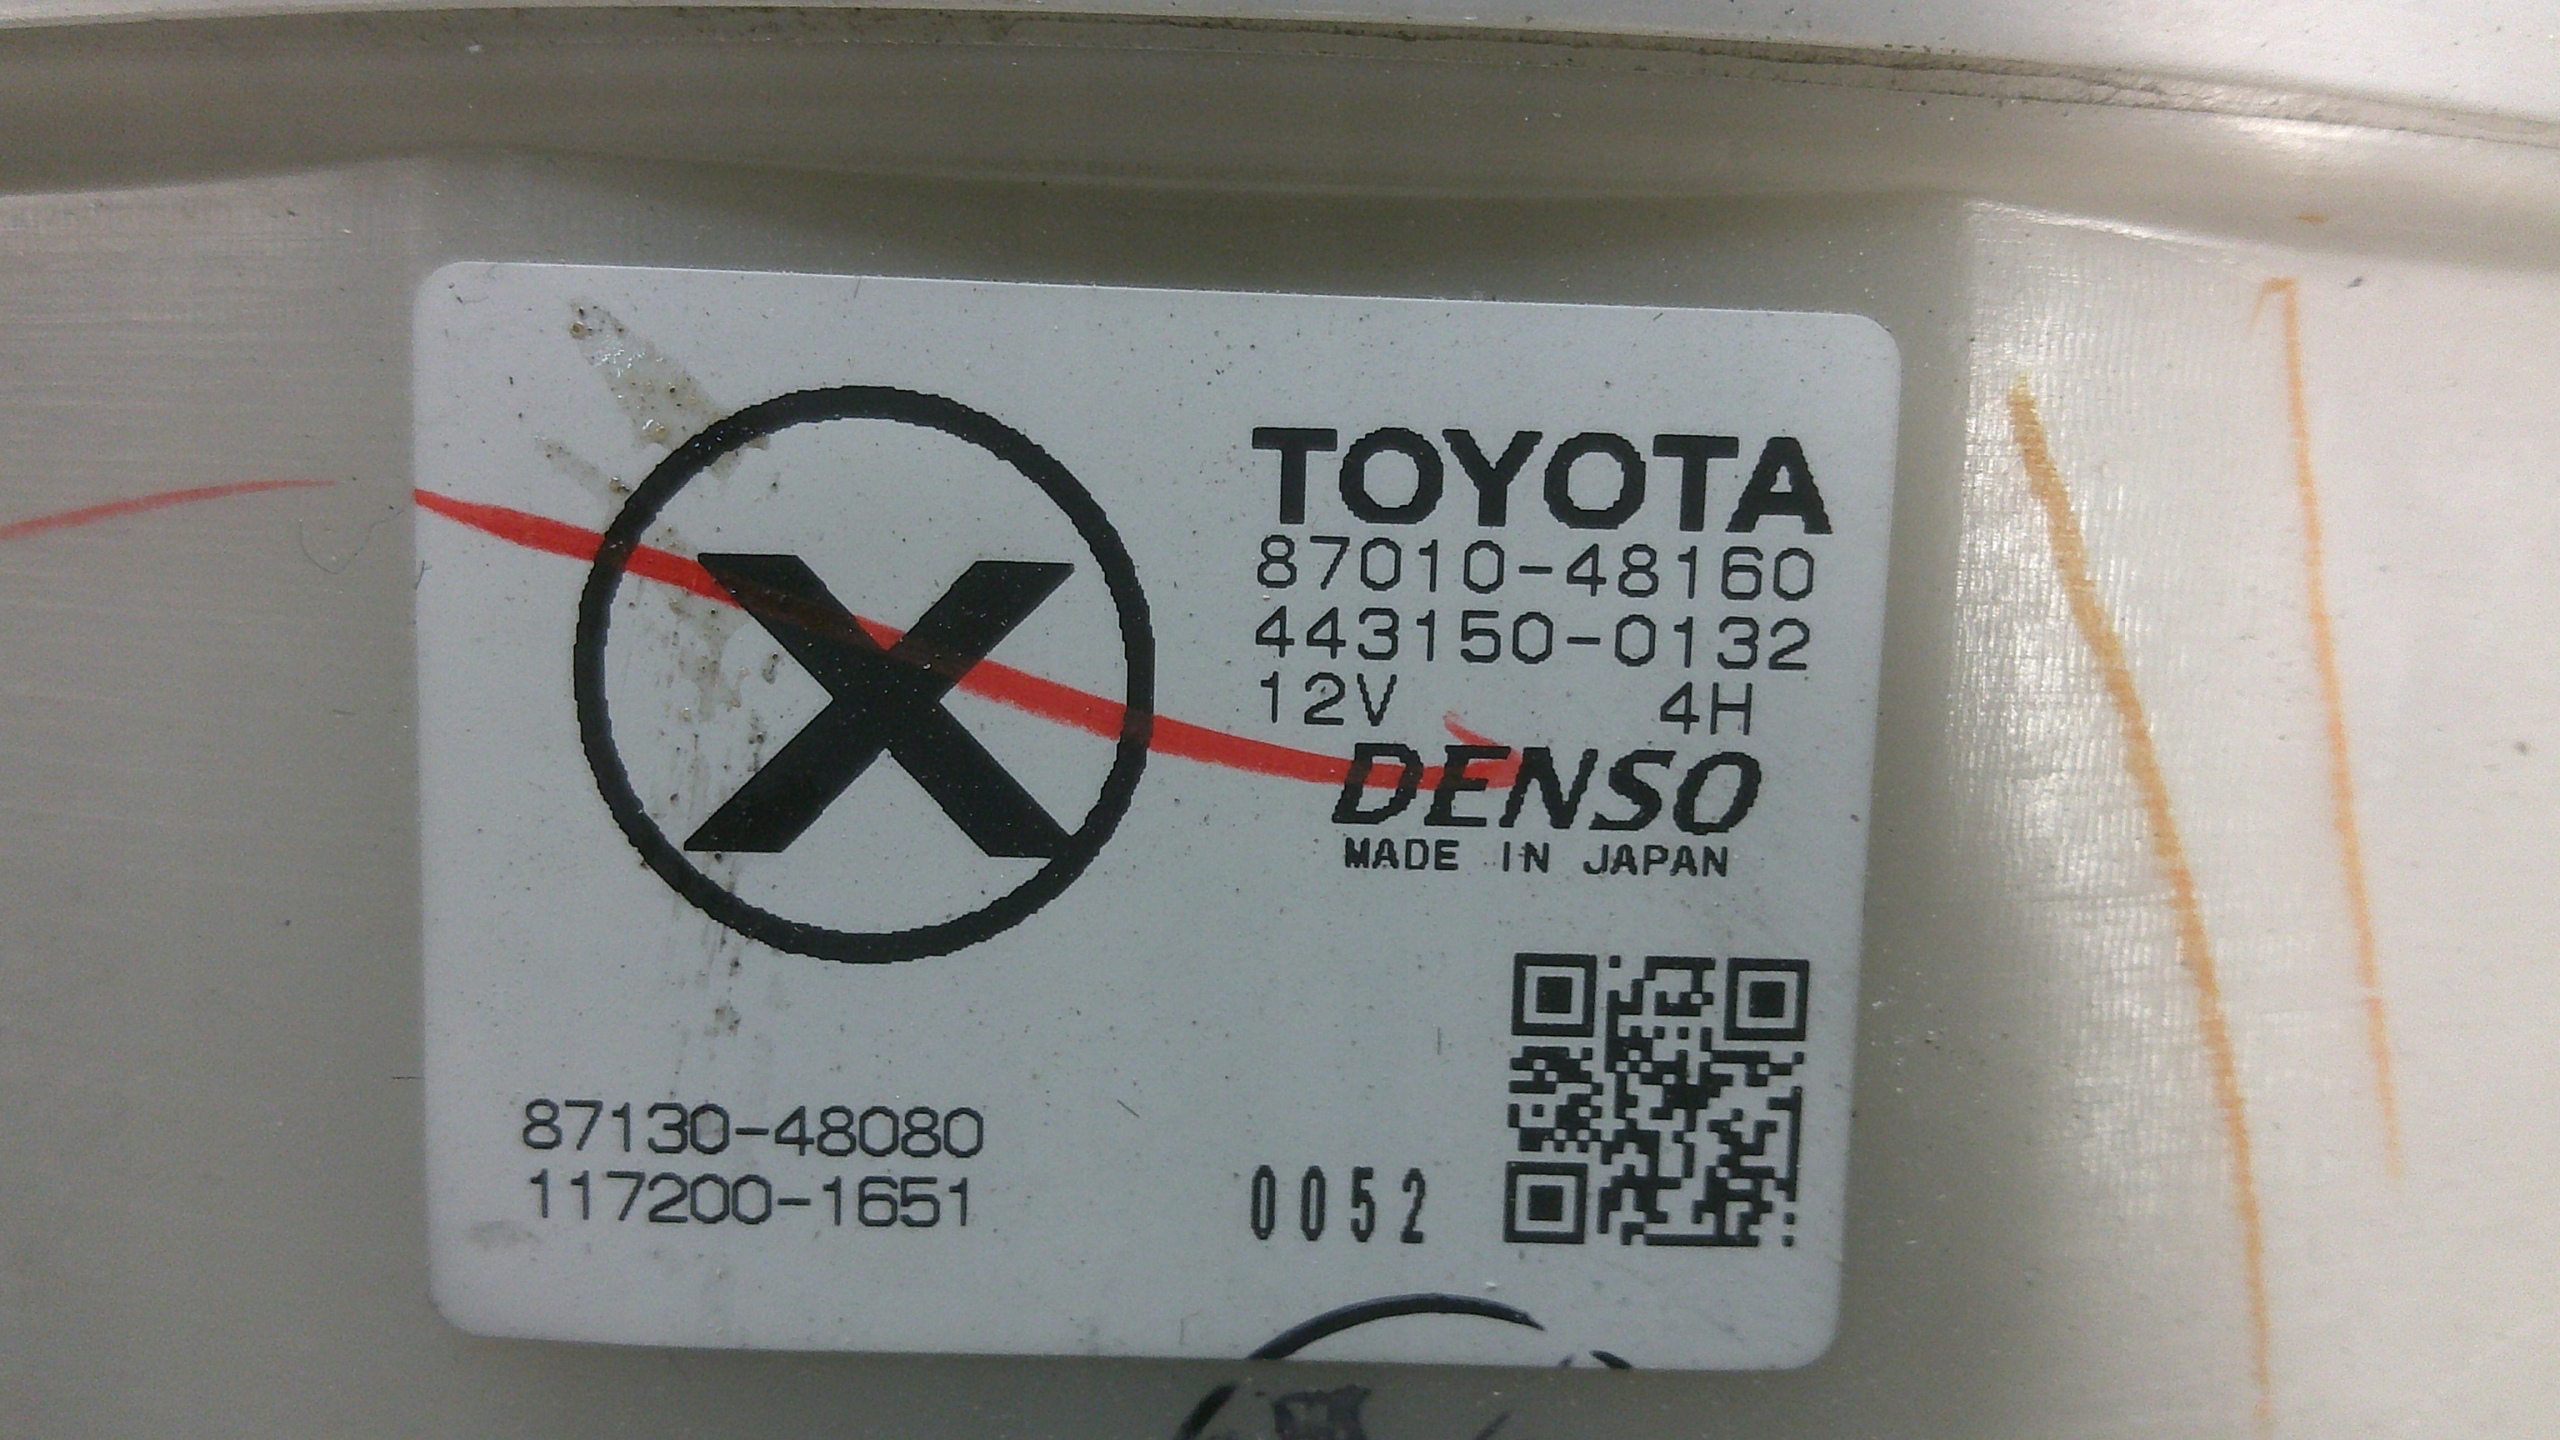 X
TOYOTA
87010-48160
443150-0132
12V 4H
DENSO
MADE IN JAPAN
87130-48080
117200-1651
0052